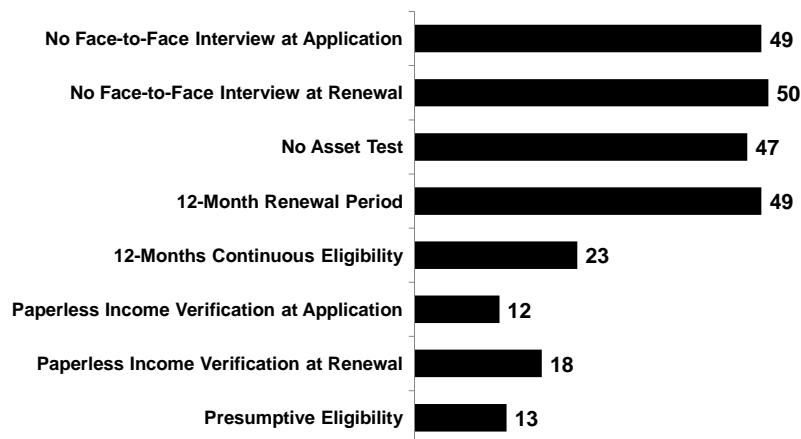 No Face-to-Face Interview at Application 49
No Face-to-Face Interview at Renewal 50
No Asset Test 47
12-Month Renewal Period 49
12-Months Continuous Eligibility 23
Paperless Income Verification at Application 12
Paperless Income Verification at Renewal 18
Presumptive Eligibility 13